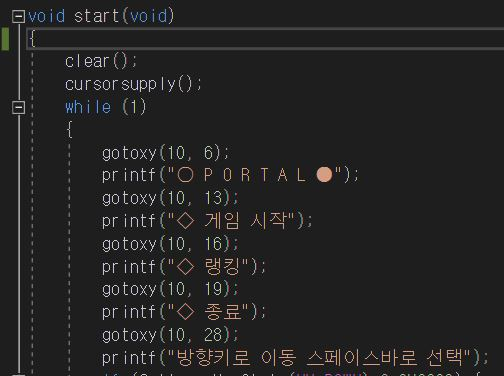 void start(void)
{
clear();
cursorsupply();
while (1)
{
gotoxy(10, 6);
printf("○ P O R T A L ●");
gotoxy(10, 13);
printf("◇ 게임 시작");
gotoxy(10, 16);
printf("◇ 랭킹");
gotoxy(10, 19);
printf("◇ 종료");
gotoxy(10, 28);
printf("방향키로 이동 스페이스바로 선택");